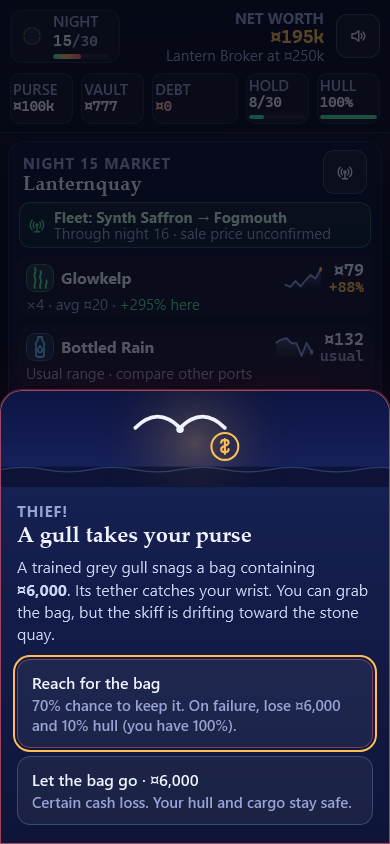 NIGHT
15/30
NET WORTH
¤195k
Lantern Broker at ¤250k
PURSE
¤100k
VAULT
¤777
DEBT
¤0
HOLD
8/30
HULL
100%
NIGHT 15 MARKET
Lanternquay
Fleet: Synth Saffron → Fogmouth
Through night 16 · sale price unconfirmed
Glowkelp
¤79
+88%
×4 · avg ¤20 · +295% here
Bottled Rain
¤132
usual
Usual range · compare other ports
THIEF!
A gull takes your purse
A trained grey gull snags a bag containing
¤6,000. Its tether catches your wrist. You can grab
the bag, but the skiff is drifting toward the stone
quay.
Reach for the bag
70% chance to keep it. On failure, lose ¤6,000
and 10% hull (you have 100%).
Let the bag go · ¤6,000
Certain cash loss. Your hull and cargo stay safe.